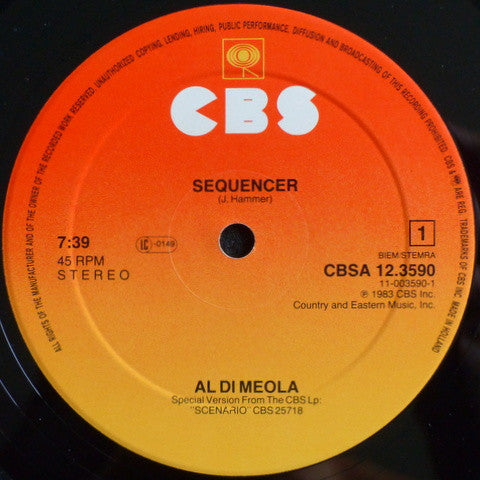 ALL RIGHTS OF THE MANUFACTURER AND OF THE OWNER OF THE RECORDED WORK RESERVED. UNAUTHORIZED COPYING, LENDING, HIRING, PUBLIC PERFORMANCE, DIFFUSION AND BROADCASTING OF THIS RECORD PROHIBITED. CBS & ARE REG. TRADEMARKS OF CBS INC. MADE IN HOLLAND
CBS
SEQUENCER
(J. Hammer)
7:39
IC -0149
1
45 RPM
STEREO
BIEM/STEMRA
CBSA 12.3590
11-003590-1
℗ 1983 CBS Inc.
Country and Eastern Music, Inc.
AL DI MEOLA
Special Version From The CBS Lp:
"SCENARIO" CBS 25718